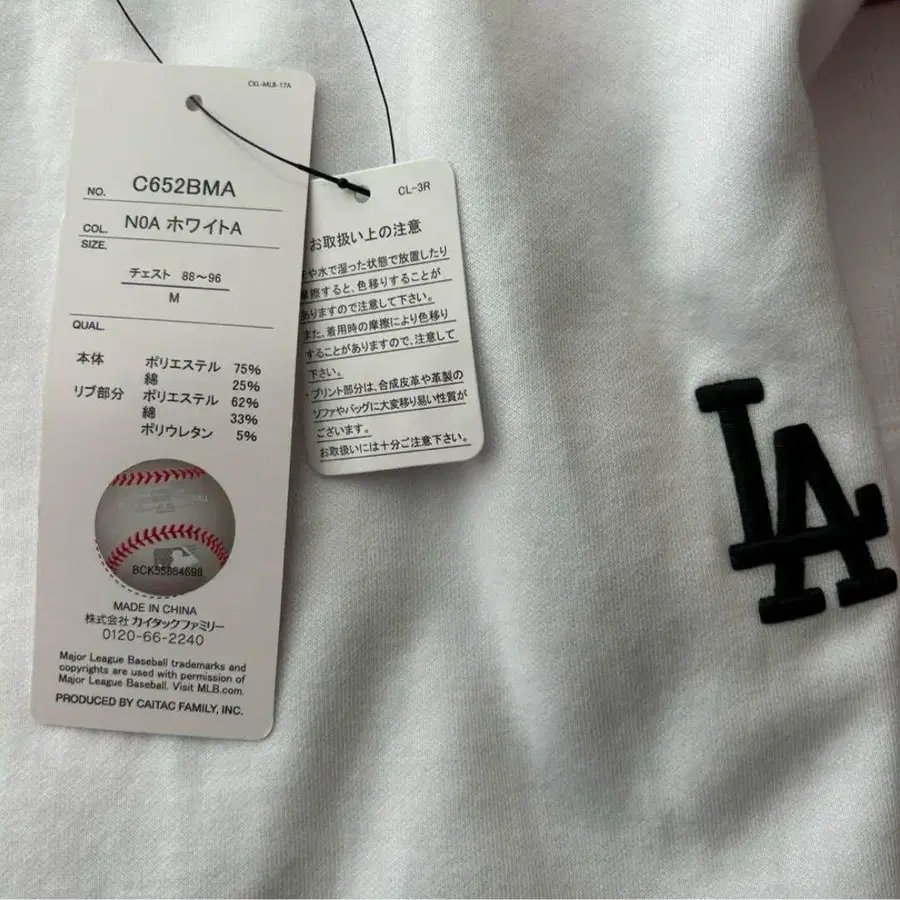 CKL-MLB-17A
NO. C652BMA
COL. N0A ホワイトA
SIZE.
チェスト 88～96
M
QUAL.
本体 ポリエステル 75%
綿 25%
リブ部分 ポリエステル 62%
綿 33%
ポリウレタン 5%
BCK55864698
MADE IN CHINA
株式会社 カイタックファミリー
0120-66-2240
Major League Baseball trademarks and
copyrights are used with permission of
Major League Baseball. Visit MLB.com
PRODUCED BY CAITAC FAMILY, INC.
CL-3R
お取扱い上の注意
や水で湿った状態で放置したり
摩擦すると、色移りすることが
ありますので注意して下さい。
また、着用時の摩擦により色移り
することがありますので、注意して
下さい。
・プリント部分は、合成皮革や革製の
ソファやバッグに大変移り易い性質が
ございます。
お取扱いには十分ご注意下さい。
LA